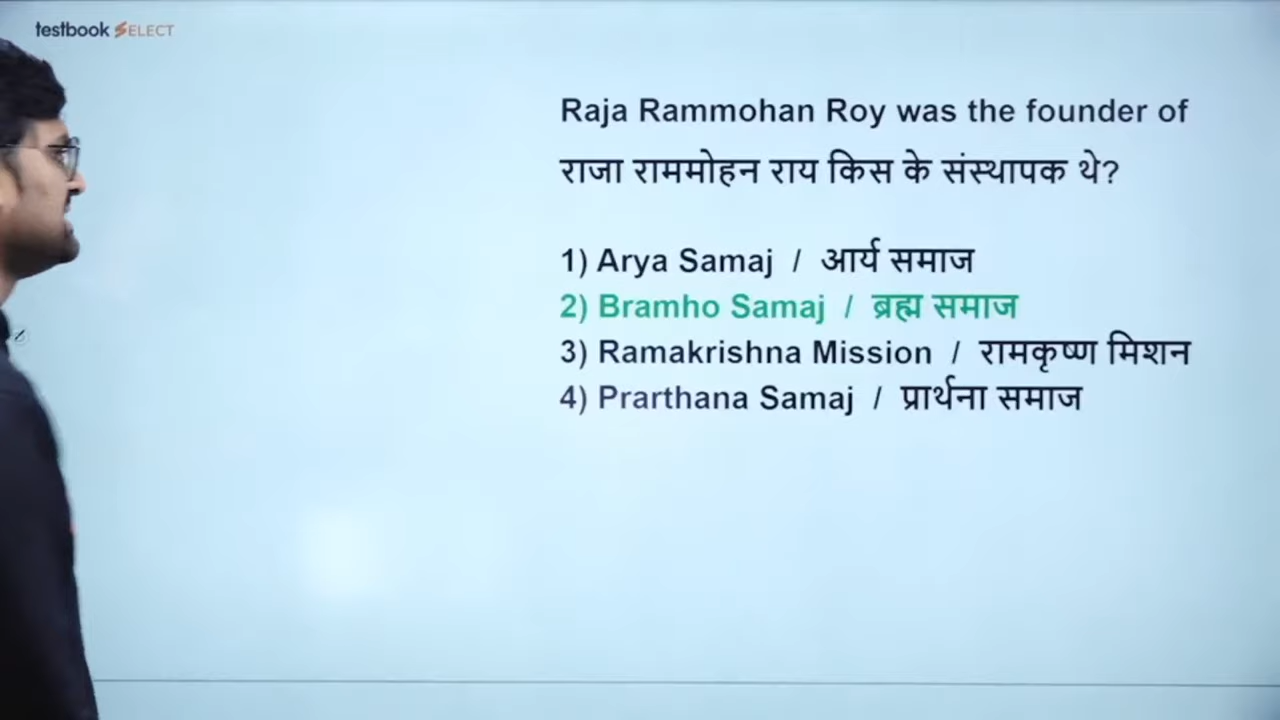 testbook SELECT
Raja Rammohan Roy was the founder of
राजा राममोहन राय किस के संस्थापक थे?
1) Arya Samaj / आर्य समाज
2) Bramho Samaj / ब्रह्म समाज
3) Ramakrishna Mission / रामकृष्ण मिशन
4) Prarthana Samaj / प्रार्थना समाज